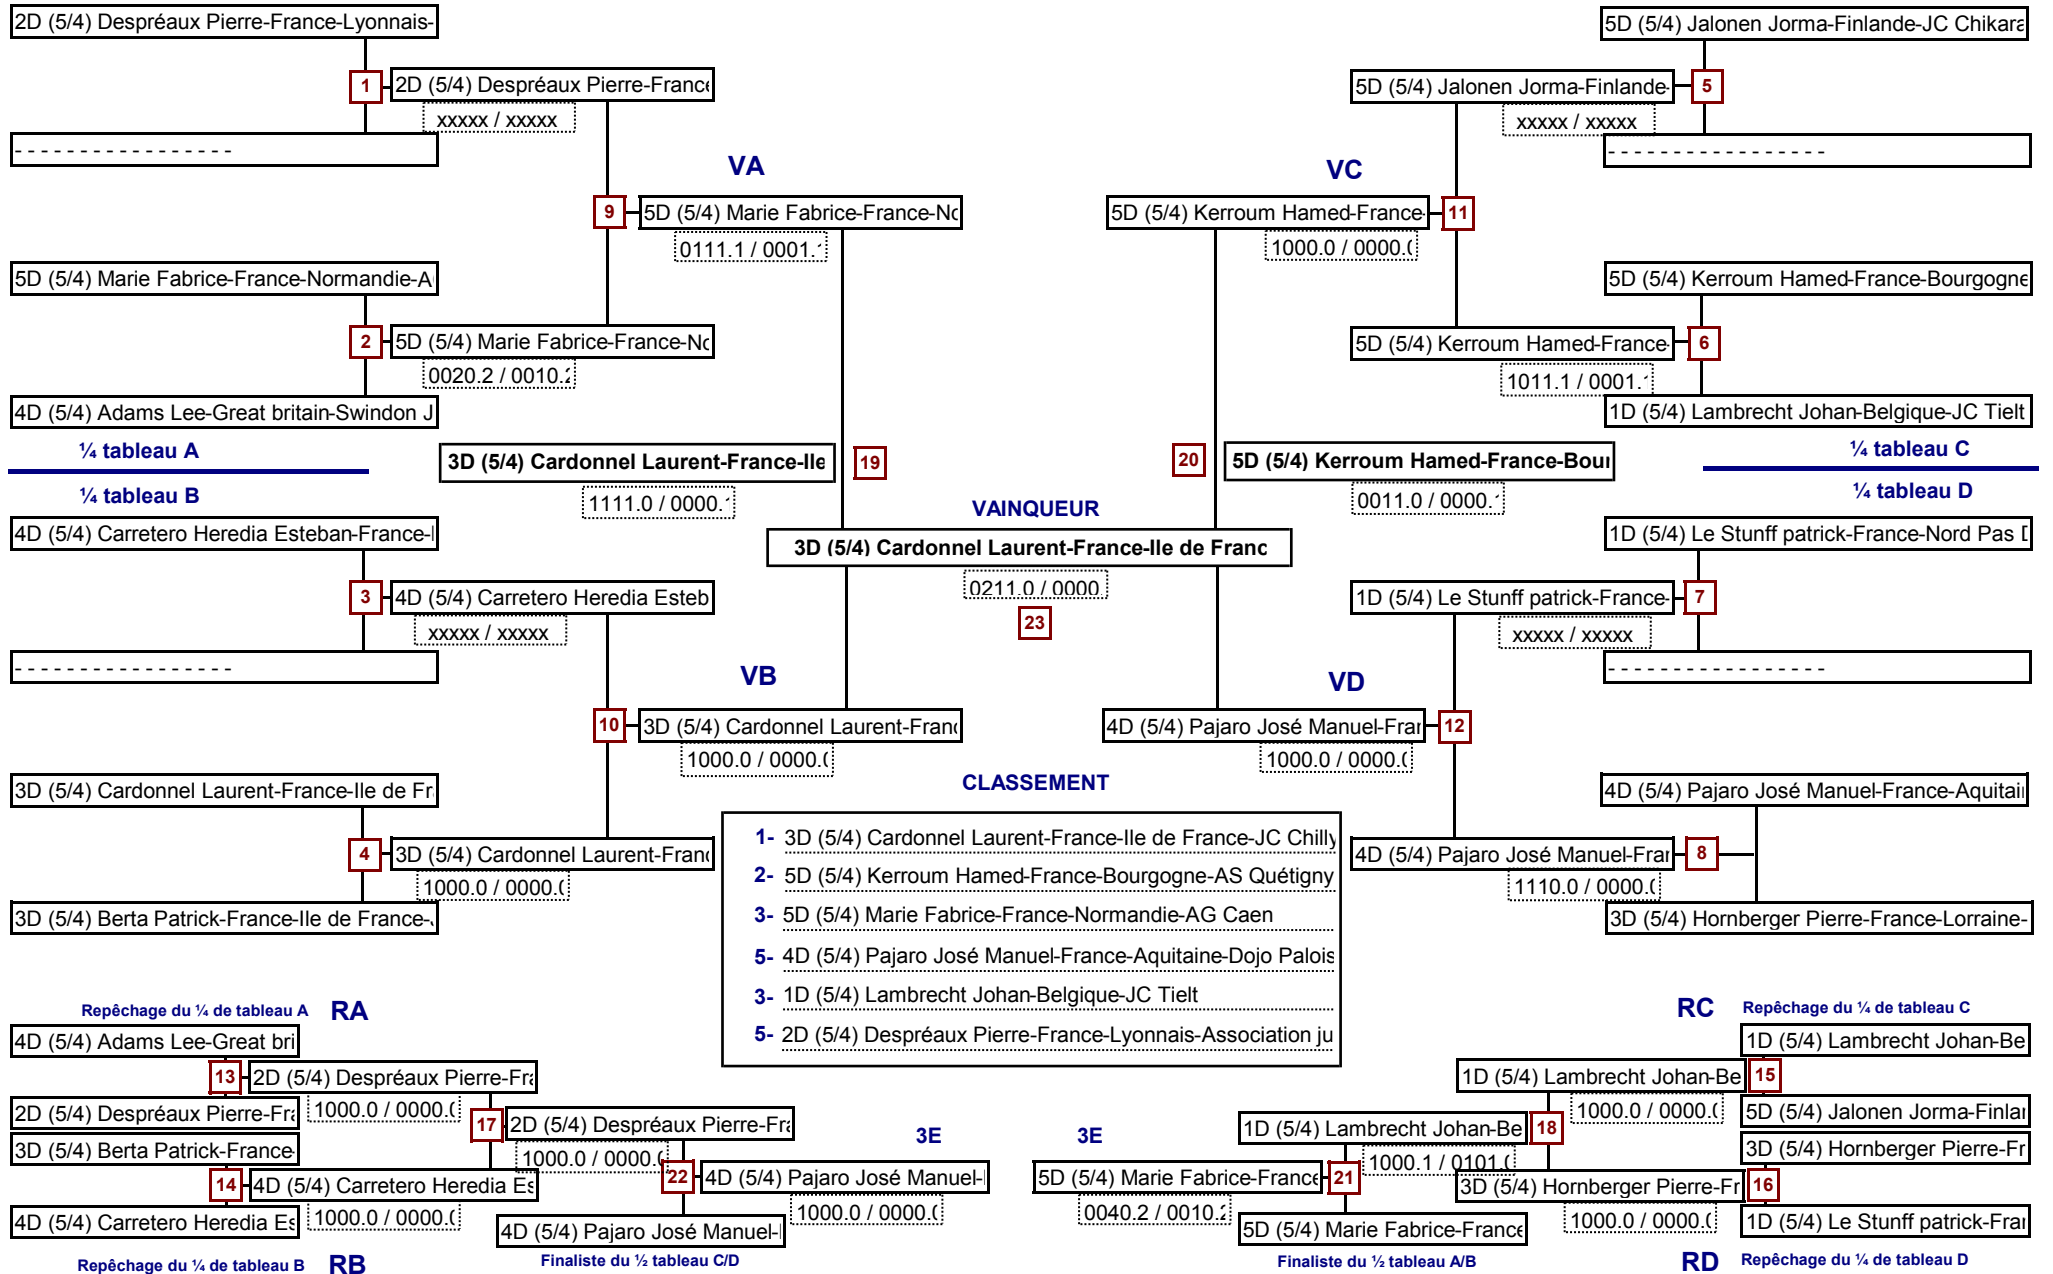 2D (5/4) Despréaux Pierre-France-Lyonnais-
1
2D (5/4) Despréaux Pierre-France
xxxxx / xxxxx
- - - - - - - - - - - - - - - - -
VA
9
5D (5/4) Marie Fabrice-France-No
0111.1 / 0001.1
5D (5/4) Marie Fabrice-France-Normandie-A
2
5D (5/4) Marie Fabrice-France-No
0020.2 / 0010.2
4D (5/4) Adams Lee-Great britain-Swindon J
¼ tableau A
¼ tableau B
3D (5/4) Cardonnel Laurent-France-Ile
19
1111.0 / 0000.1
4D (5/4) Carretero Heredia Esteban-France-
3
4D (5/4) Carretero Heredia Esteb
xxxxx / xxxxx
- - - - - - - - - - - - - - - - -
VB
10
3D (5/4) Cardonnel Laurent-Franc
1000.0 / 0000.0
3D (5/4) Cardonnel Laurent-France-Ile de Fr
4
3D (5/4) Cardonnel Laurent-Franc
1000.0 / 0000.0
3D (5/4) Berta Patrick-France-Ile de France-
5D (5/4) Jalonen Jorma-Finlande-JC Chikara
5D (5/4) Jalonen Jorma-Finlande-
5
xxxxx / xxxxx
- - - - - - - - - - - - - - - - -
VC
5D (5/4) Kerroum Hamed-France-
11
1000.0 / 0000.0
5D (5/4) Kerroum Hamed-France-Bourgogne
5D (5/4) Kerroum Hamed-France-
6
1011.1 / 0001.1
1D (5/4) Lambrecht Johan-Belgique-JC Tielt
20
5D (5/4) Kerroum Hamed-France-Bour
0011.0 / 0000.1
¼ tableau C
¼ tableau D
VAINQUEUR
3D (5/4) Cardonnel Laurent-France-Ile de Franc
0211.0 / 0000
23
1D (5/4) Le Stunff patrick-France-Nord Pas D
1D (5/4) Le Stunff patrick-France-
7
xxxxx / xxxxx
- - - - - - - - - - - - - - - - -
VD
4D (5/4) Pajaro José Manuel-Fran
12
1000.0 / 0000.0
4D (5/4) Pajaro José Manuel-France-Aquitai
4D (5/4) Pajaro José Manuel-Fran
8
1110.0 / 0000.0
3D (5/4) Hornberger Pierre-France-Lorraine-
CLASSEMENT
1- 3D (5/4) Cardonnel Laurent-France-Ile de France-JC Chilly
2- 5D (5/4) Kerroum Hamed-France-Bourgogne-AS Quétigny
3- 5D (5/4) Marie Fabrice-France-Normandie-AG Caen
5- 4D (5/4) Pajaro José Manuel-France-Aquitaine-Dojo Palois
3- 1D (5/4) Lambrecht Johan-Belgique-JC Tielt
5- 2D (5/4) Despréaux Pierre-France-Lyonnais-Association ju
Repêchage du ¼ de tableau A RA
4D (5/4) Adams Lee-Great bri
13
2D (5/4) Despréaux Pierre-Fra
1000.0 / 0000.0
2D (5/4) Despréaux Pierre-Fra
3D (5/4) Berta Patrick-France-
17
2D (5/4) Despréaux Pierre-Fra
1000.0 / 0000.0
14
4D (5/4) Carretero Heredia Es
1000.0 / 0000.0
4D (5/4) Carretero Heredia Es
Repêchage du ¼ de tableau B RB
3E
22
4D (5/4) Pajaro José Manuel-
1000.0 / 0000.0
4D (5/4) Pajaro José Manuel-
Finaliste du ½ tableau C/D
RC Repêchage du ¼ de tableau C
1D (5/4) Lambrecht Johan-Be
1D (5/4) Lambrecht Johan-Be
15
1000.0 / 0000.0
5D (5/4) Jalonen Jorma-Finlan
3E
1D (5/4) Lambrecht Johan-Be
18
1000.1 / 0101.0
3D (5/4) Hornberger Pierre-Fr
5D (5/4) Marie Fabrice-France
21
0040.2 / 0010.2
3D (5/4) Hornberger Pierre-Fr
16
1000.0 / 0000.0
5D (5/4) Marie Fabrice-France
1D (5/4) Le Stunff patrick-Fran
Finaliste du ½ tableau A/B
RD Repêchage du ¼ de tableau D